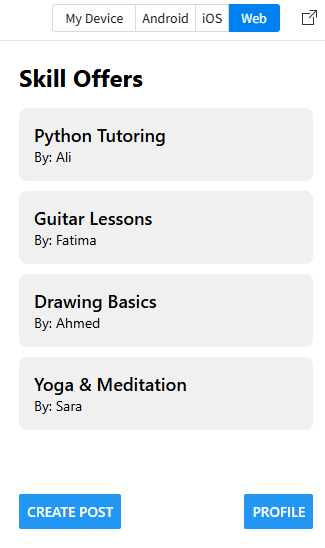 My Device Android iOS Web
Skill Offers
Python Tutoring
By: Ali
Guitar Lessons
By: Fatima
Drawing Basics
By: Ahmed
Yoga & Meditation
By: Sara
CREATE POST PROFILE